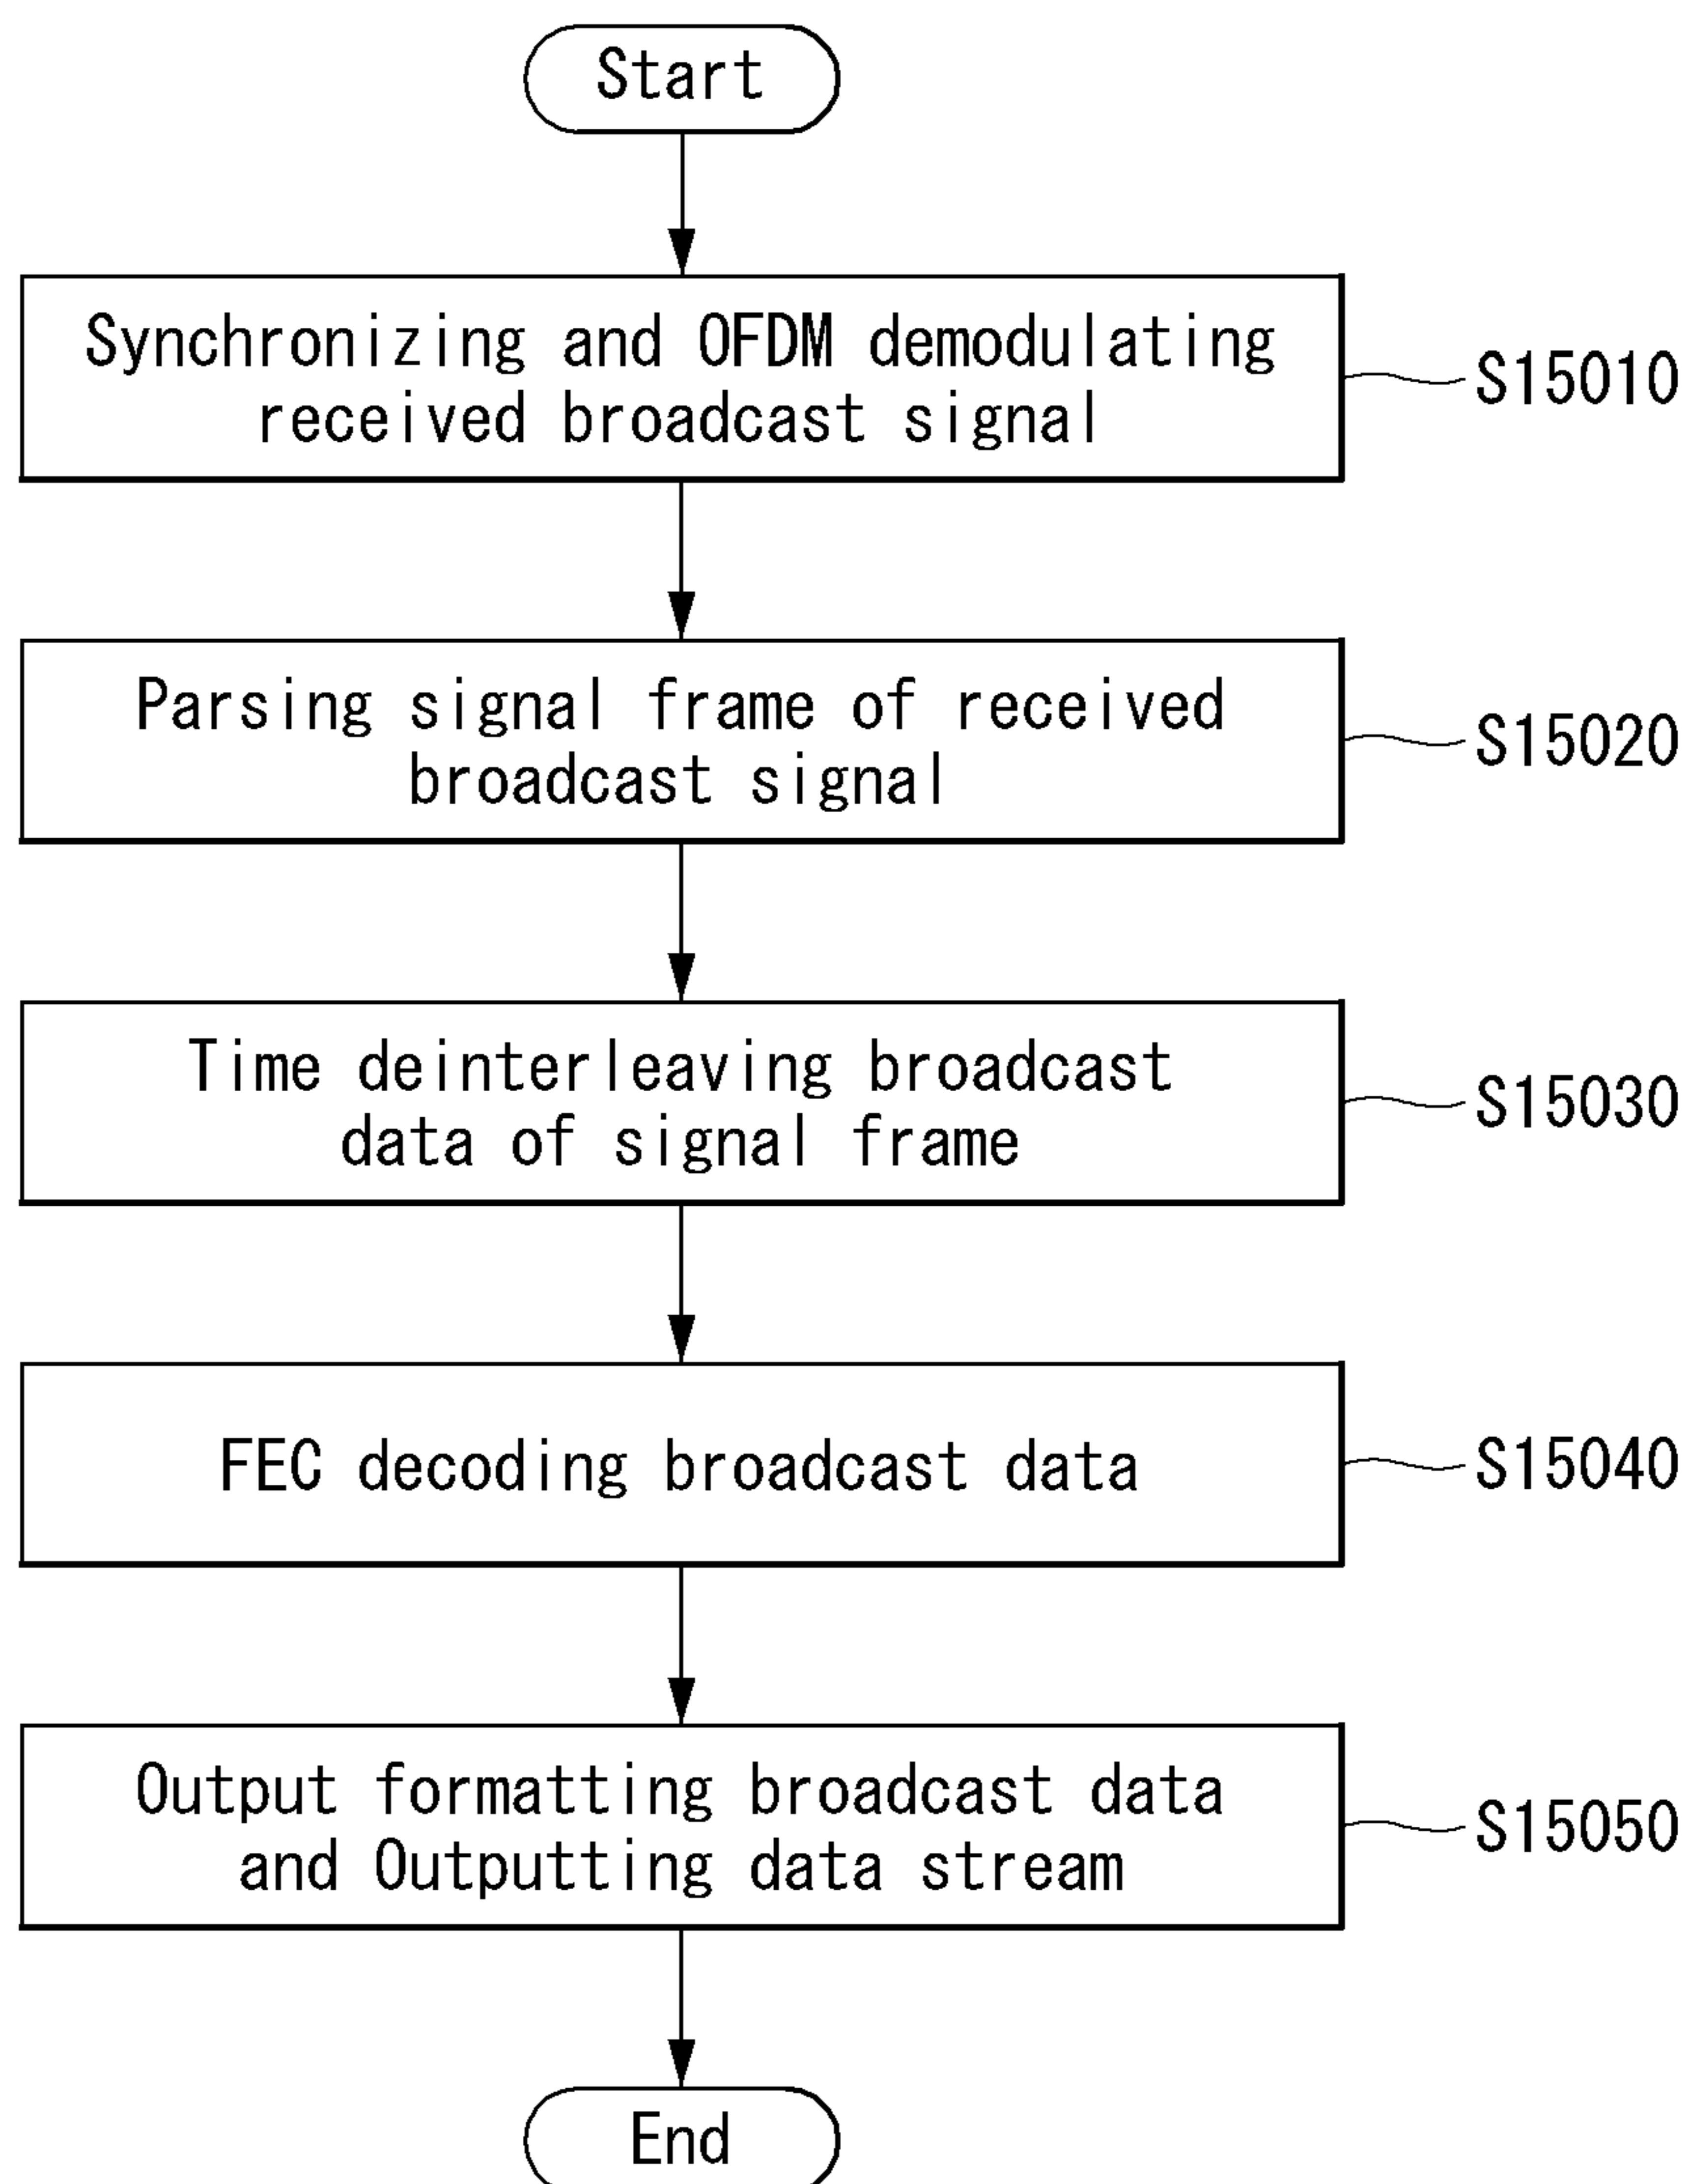 Start
Synchronizing and OFDM demodulating
received broadcast signal
S15010
Parsing signal frame of received
broadcast signal
S15020
Time deinterleaving broadcast
data of signal frame
S15030
FEC decoding broadcast data
S15040
Output formatting broadcast data
and Outputting data stream
S15050
End